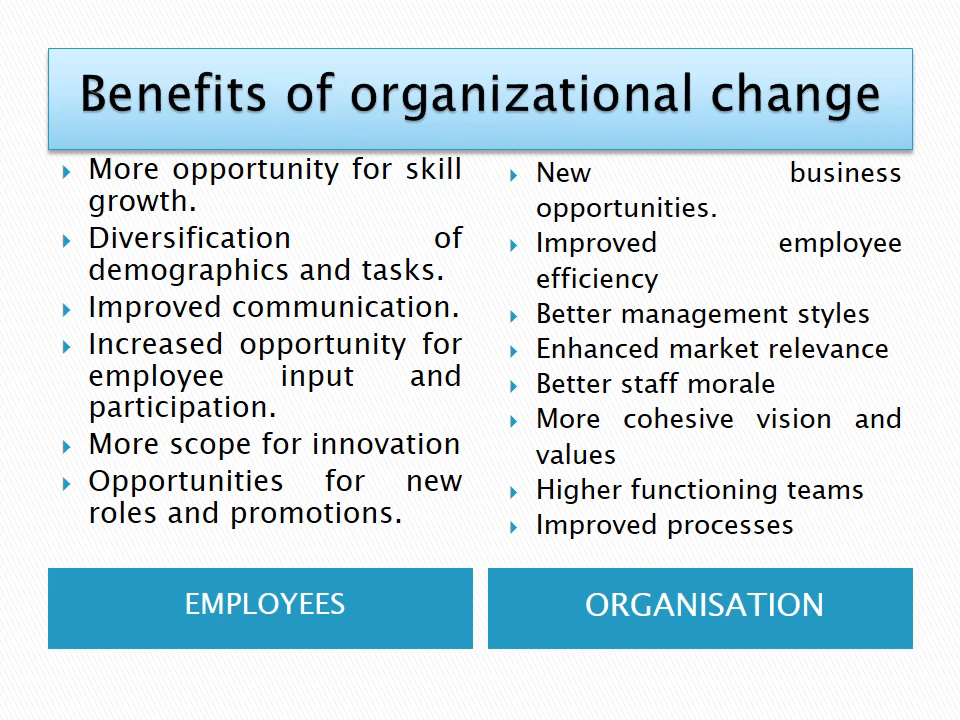 Benefits of organizational change
More opportunity for skill
growth.
Diversification of
demographics and tasks.
Improved communication.
Increased opportunity for
employee input and
participation.
More scope for innovation
Opportunities for new
roles and promotions.
EMPLOYEES
New business
opportunities.
Improved employee
efficiency
Better management styles
Enhanced market relevance
Better staff morale
More cohesive vision and
values
Higher functioning teams
Improved processes
ORGANISATION